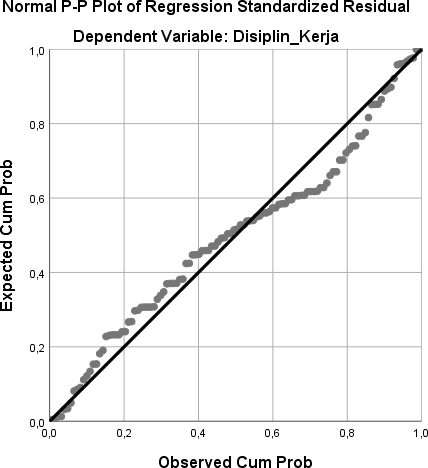 Normal P-P Plot of Regression Standardized Residual
Dependent Variable: Disiplin_Kerja
1,0
0,8
0,6
0,4
0,2
0,0
Expected Cum Prob
0,0 0,2 0,4 0,6 0,8 1,0
Observed Cum Prob